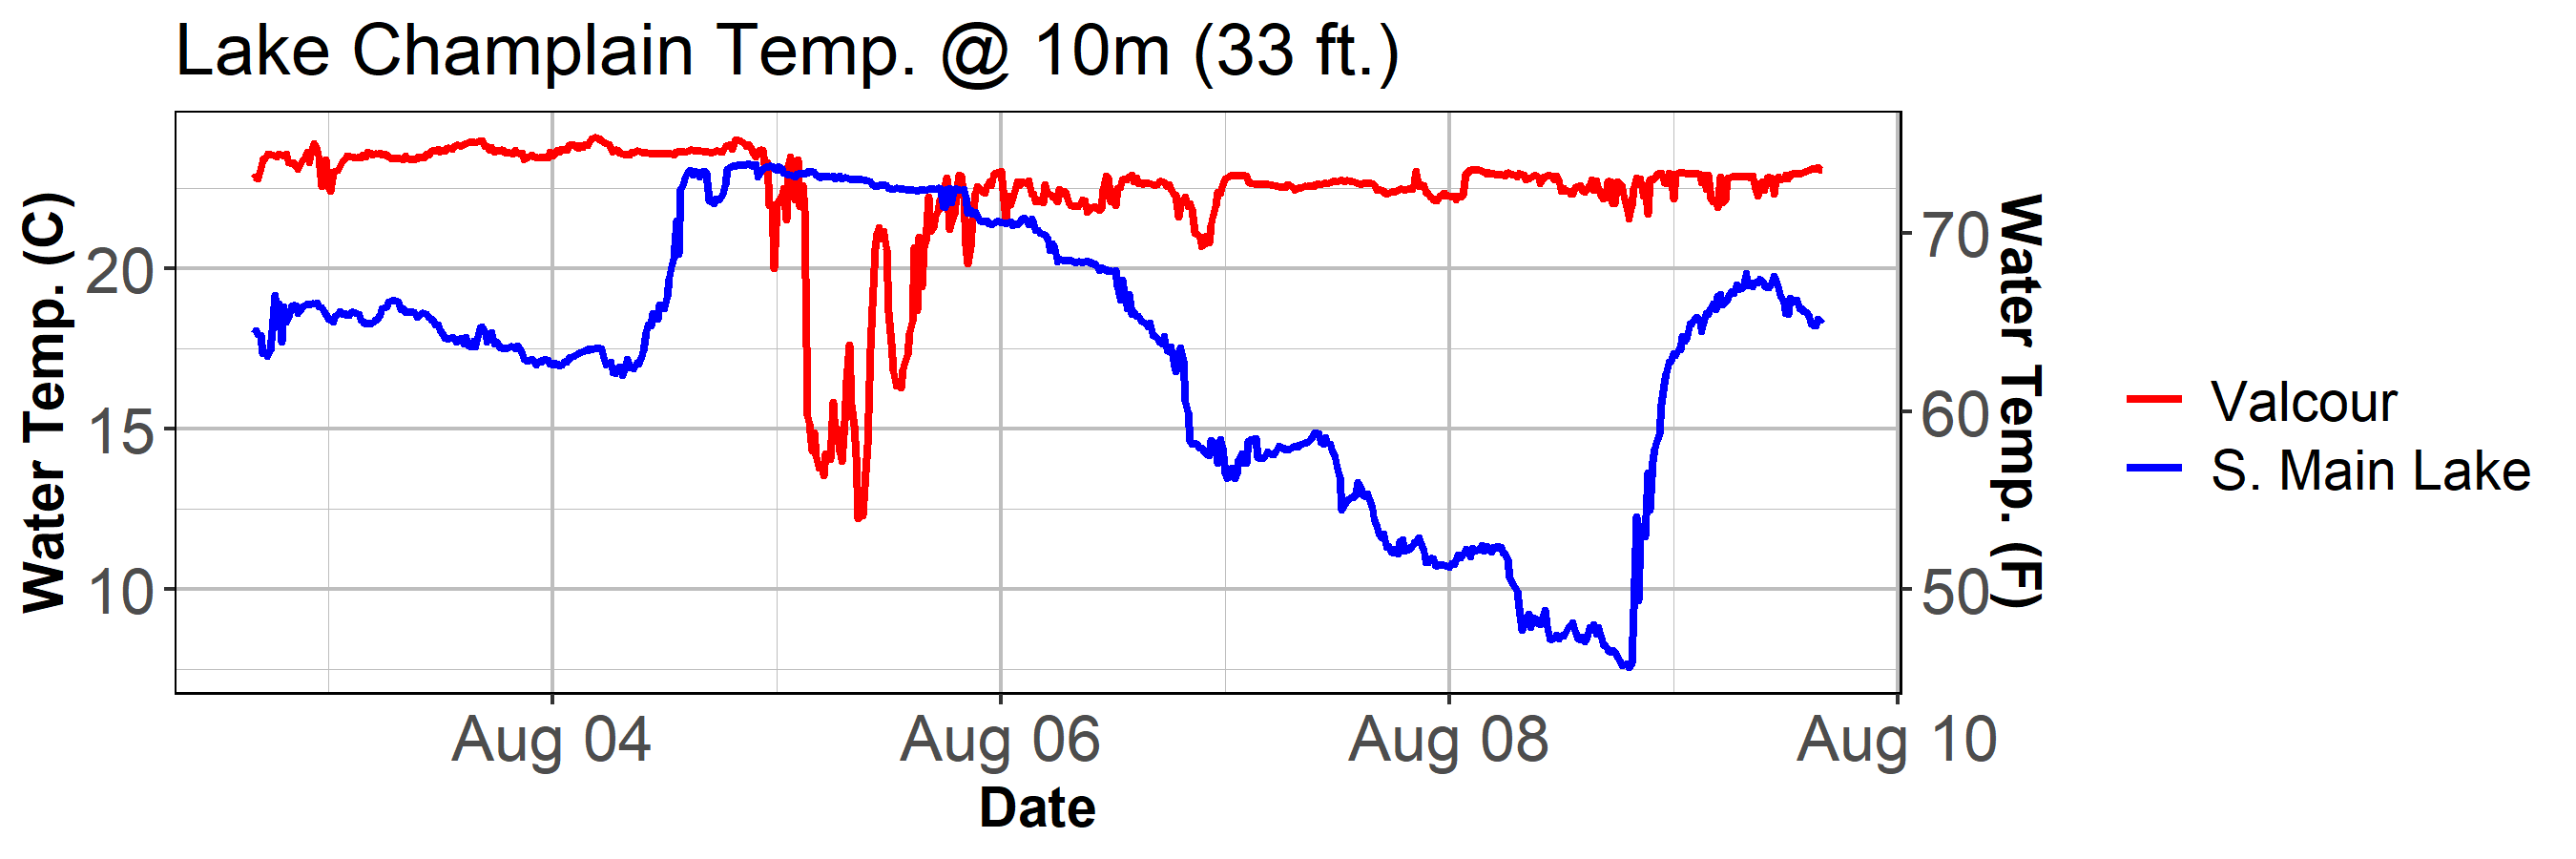 Lake Champlain Temp. @ 10m (33 ft.)
Water Temp. (C)
20
15
10
70
60
50
Water Temp. (F)
Aug 04
Aug 06
Aug 08
Aug 10
Date
Valcour
S. Main Lake